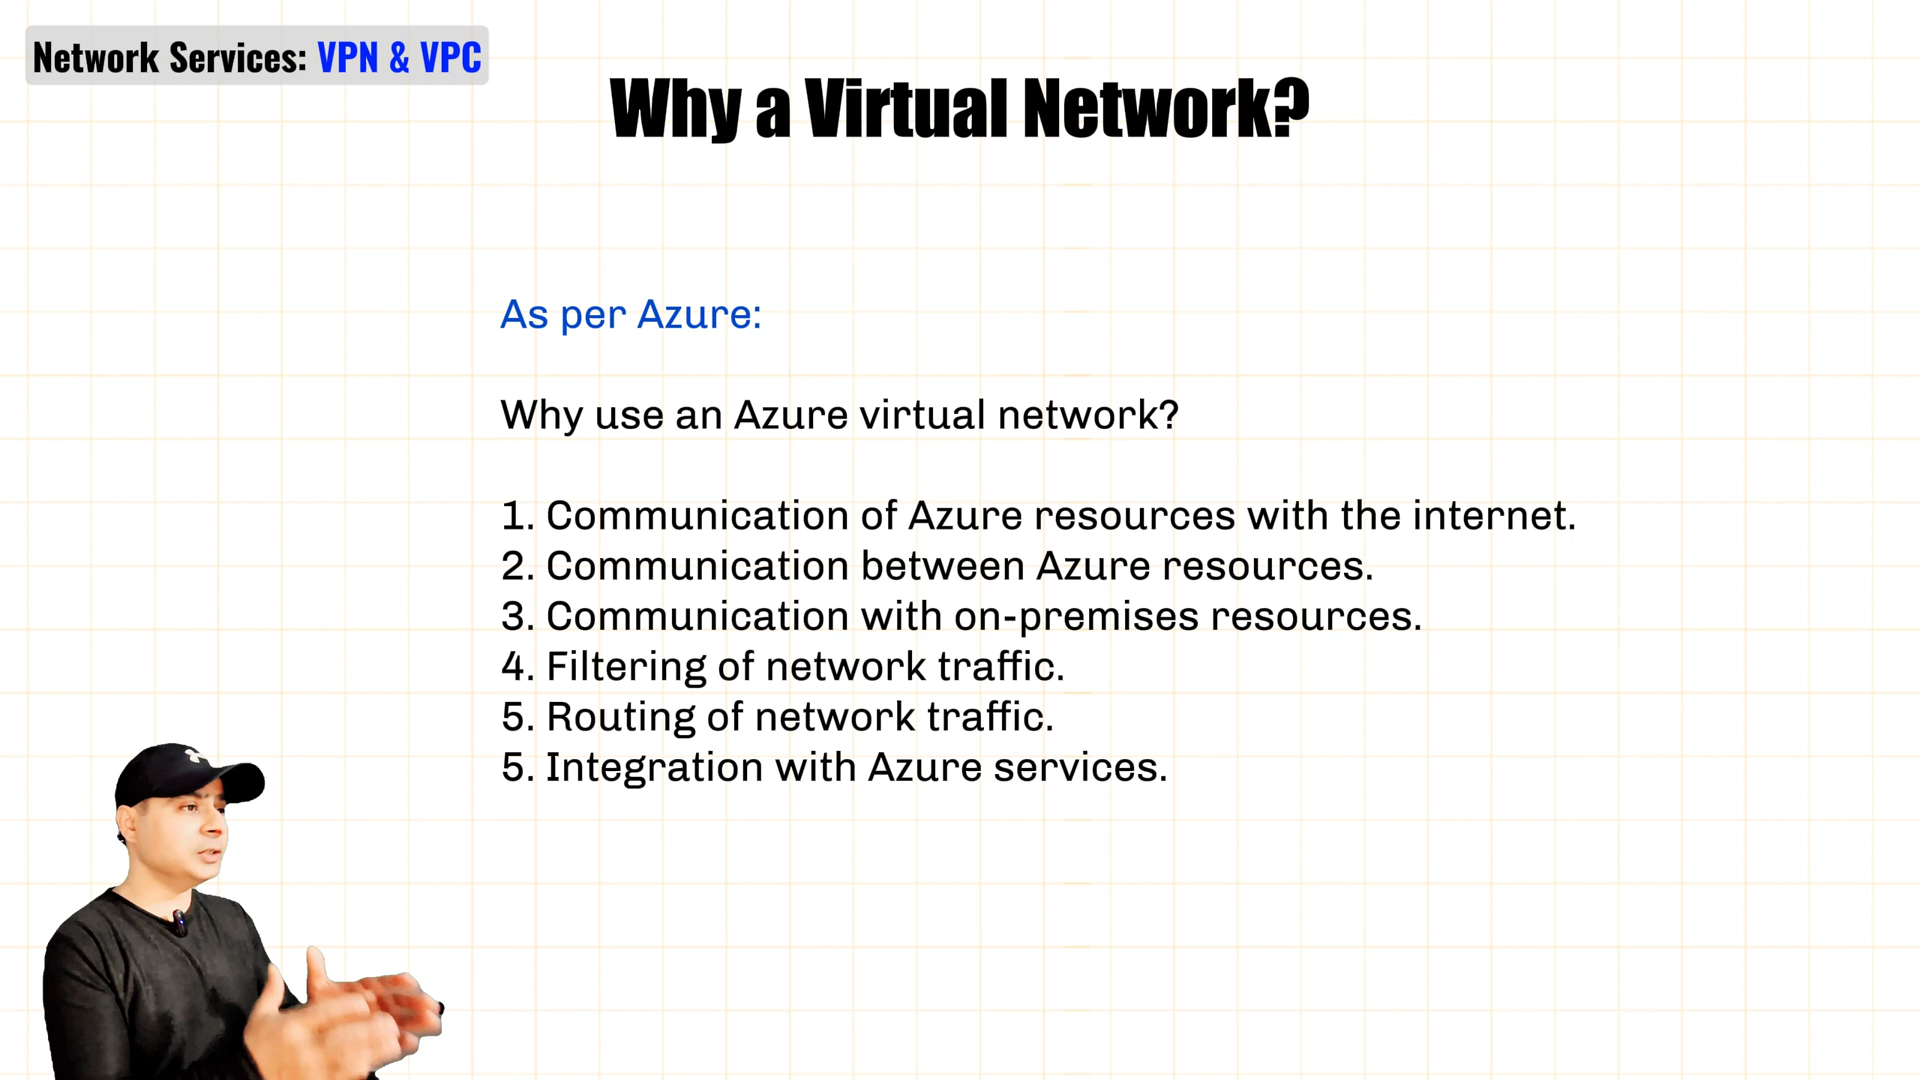 Network Services: VPN & VPC
Why a Virtual Network?
As per Azure:
Why use an Azure virtual network?
1. Communication of Azure resources with the internet.
2. Communication between Azure resources.
3. Communication with on-premises resources.
4. Filtering of network traffic.
5. Routing of network traffic.
5. Integration with Azure services.